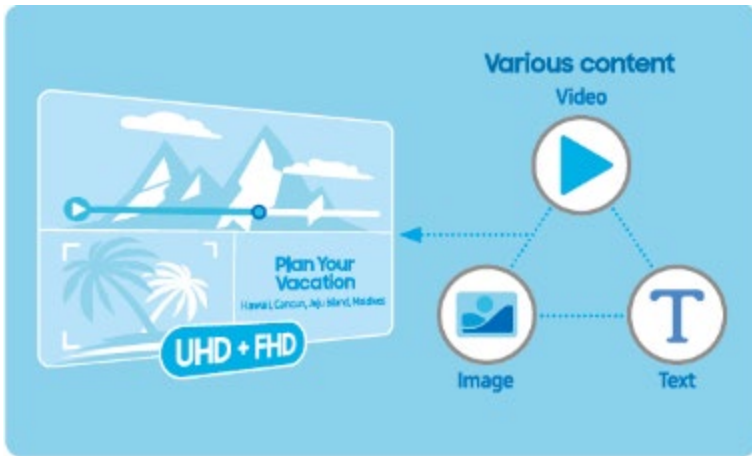 Various content
Video
Plan Your
Vacation
Hawaii, Cancun, Jeju Island, Maldives
UHD + FHD
Image
T
Text